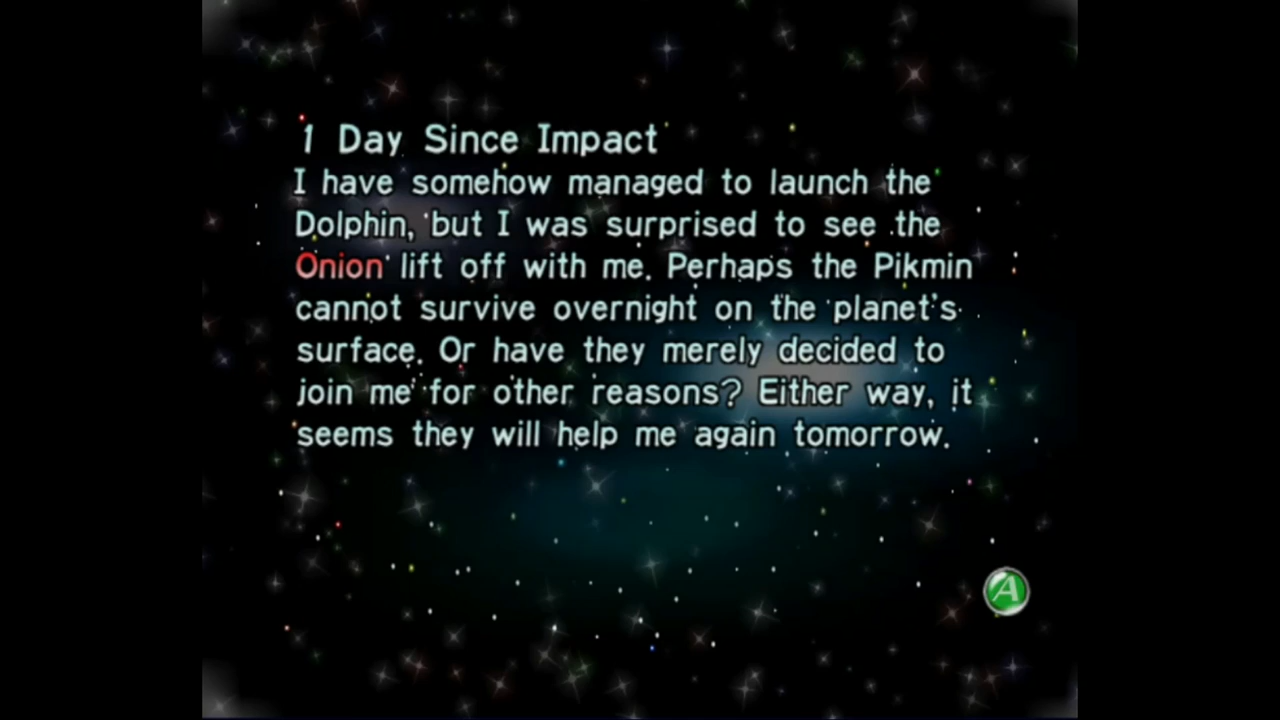 1 Day Since Impact
I have somehow managed to launch the
Dolphin, but I was surprised to see the
Onion lift off with me. Perhaps the Pikmin
cannot survive overnight on the planet's
surface. Or have they merely decided to
join me for other reasons? Either way, it
seems they will help me again tomorrow.
A